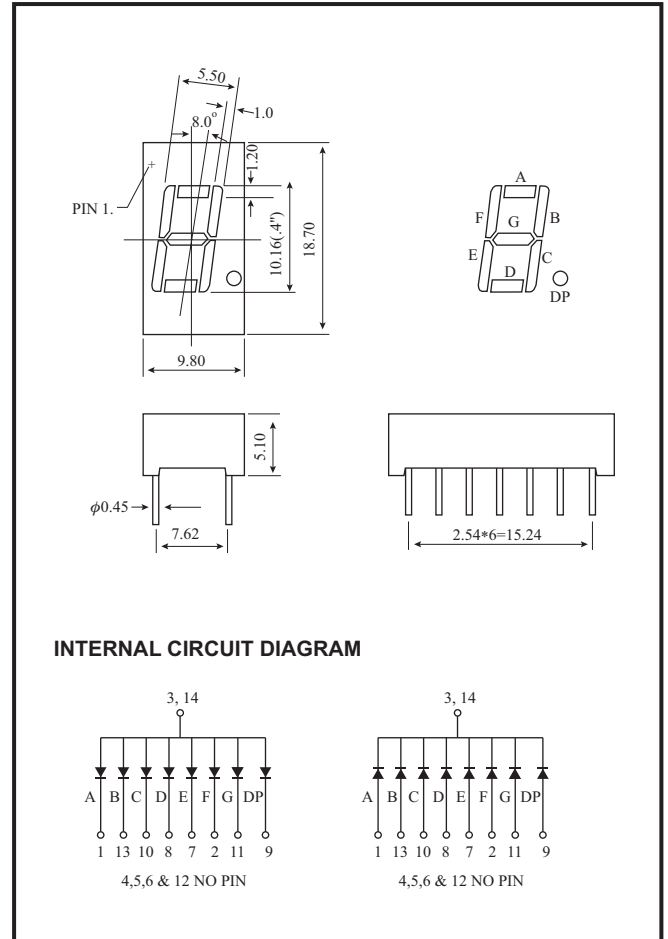 5.50
1.0
8.0°
1.20
PIN 1.
10.16(.4")
18.70
9.80
A
F
B
G
E
C
D
DP
5.10
ϕ0.45
7.62
2.54*6=15.24
INTERNAL CIRCUIT DIAGRAM
3, 14
A B C D E F G DP
1 13 10 8 7 2 11 9
4,5,6 & 12 NO PIN
3, 14
A B C D E F G DP
1 13 10 8 7 2 11 9
4,5,6 & 12 NO PIN